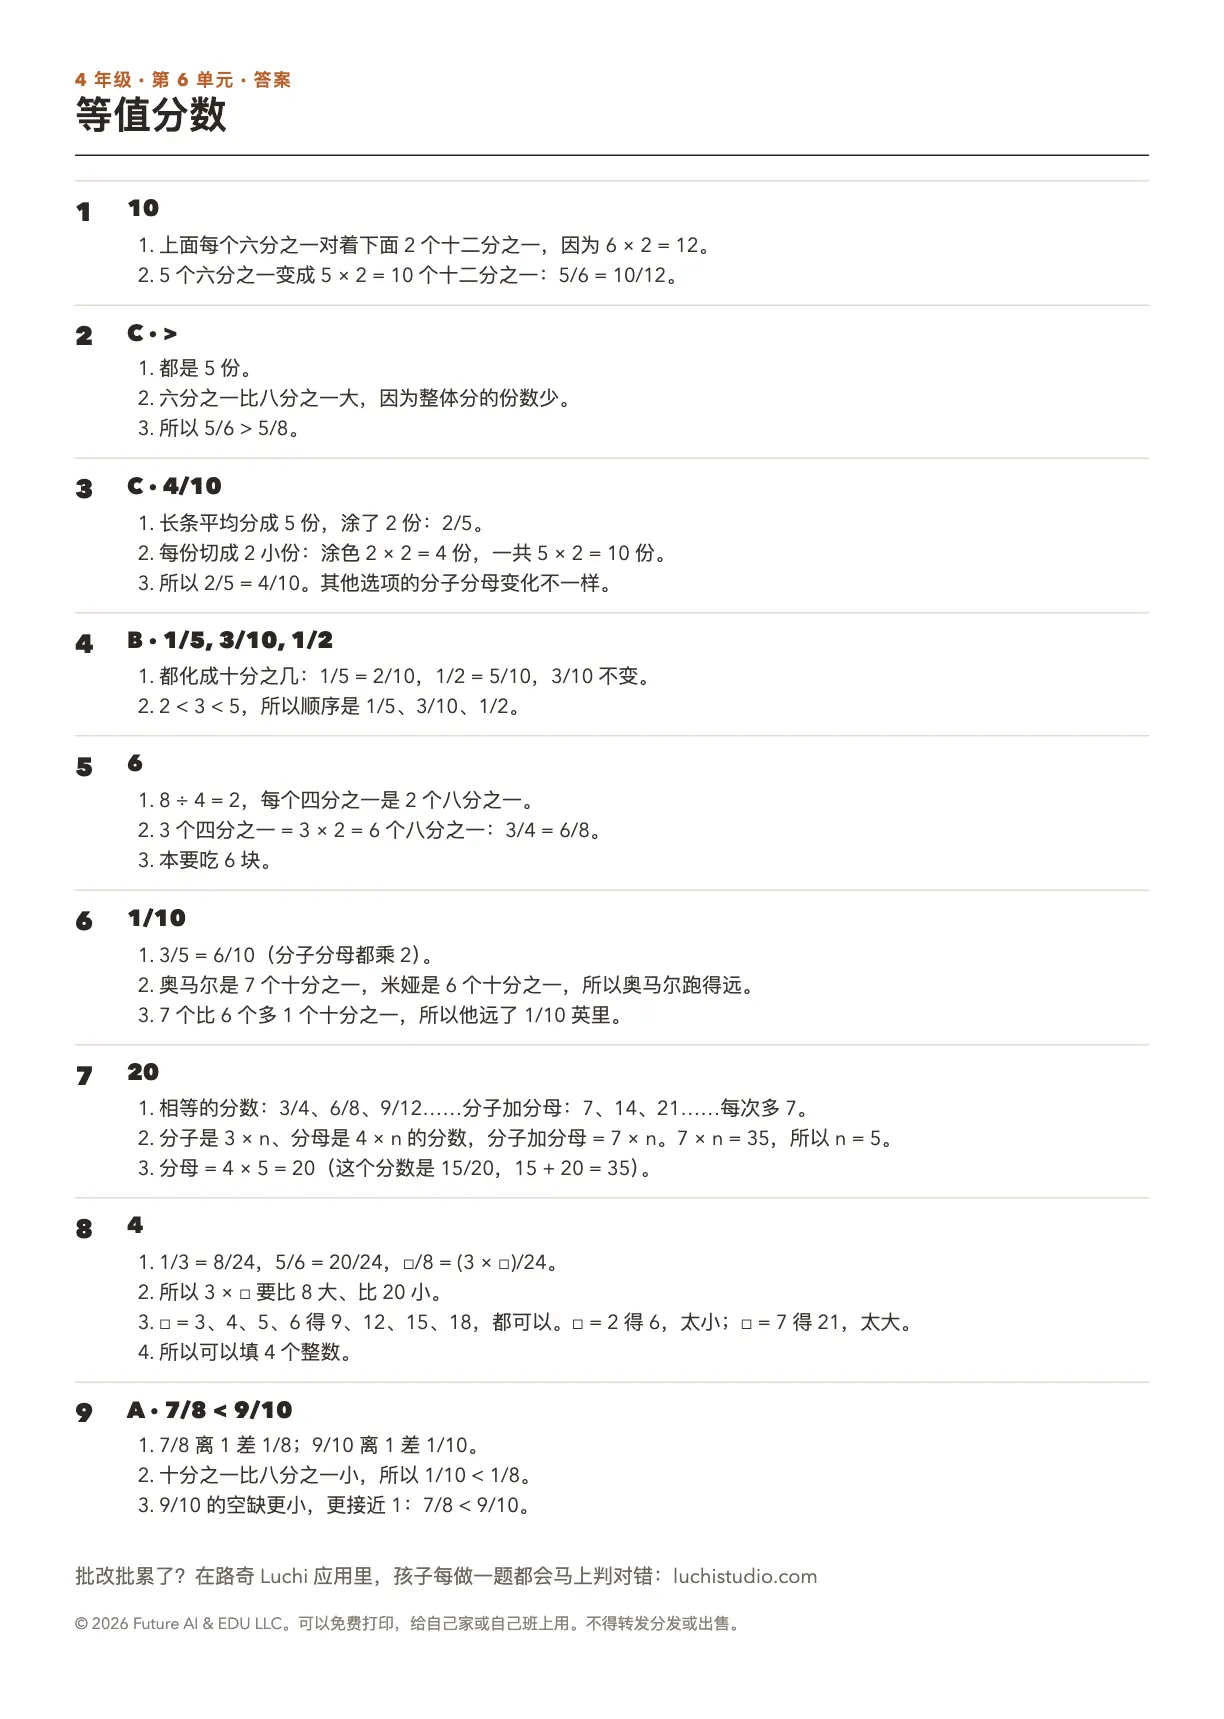 4 年级 · 第 6 单元 · 答案
等值分数
1 10
1. 上面每个六分之一对着下面 2 个十二分之一，因为 6 × 2 = 12。
2. 5 个六分之一变成 5 × 2 = 10 个十二分之一：5/6 = 10/12。
2 C · >
1. 都是 5 份。
2. 六分之一比八分之一大，因为整体分的份数少。
3. 所以 5/6 > 5/8。
3 C · 4/10
1. 长条平均分成 5 份，涂了 2 份：2/5。
2. 每份切成 2 小份：涂色 2 × 2 = 4 份，一共 5 × 2 = 10 份。
3. 所以 2/5 = 4/10。其他选项的分子分母变化不一样。
4 B · 1/5, 3/10, 1/2
1. 都化成十分之几：1/5 = 2/10，1/2 = 5/10，3/10 不变。
2. 2 < 3 < 5，所以顺序是 1/5、3/10、1/2。
5 6
1. 8 ÷ 4 = 2，每个四分之一是 2 个八分之一。
2. 3 个四分之一 = 3 × 2 = 6 个八分之一：3/4 = 6/8。
3. 本要吃 6 块。
6 1/10
1. 3/5 = 6/10（分子分母都乘 2）。
2. 奥马尔是 7 个十分之一，米娅是 6 个十分之一，所以奥马尔跑得远。
3. 7 个比 6 个多 1 个十分之一，所以他远了 1/10 英里。
7 20
1. 相等的分数：3/4、6/8、9/12……分子加分母：7、14、21……每次多 7。
2. 分子是 3 × n、分母是 4 × n 的分数，分子加分母 = 7 × n。7 × n = 35，所以 n = 5。
3. 分母 = 4 × 5 = 20（这个分数是 15/20，15 + 20 = 35）。
8 4
1. 1/3 = 8/24，5/6 = 20/24，□/8 = (3 × □)/24。
2. 所以 3 × □ 要比 8 大、比 20 小。
3. □ = 3、4、5、6 得 9、12、15、18，都可以。□ = 2 得 6，太小；□ = 7 得 21，太大。
4. 所以可以填 4 个整数。
9 A · 7/8 < 9/10
1. 7/8 离 1 差 1/8；9/10 离 1 差 1/10。
2. 十分之一比八分之一小，所以 1/10 < 1/8。
3. 9/10 的空缺更小，更接近 1：7/8 < 9/10。
批改批累了？在路奇 Luchi 应用里，孩子每做一题都会马上判对错：luchistudio.com
© 2026 Future AI & EDU LLC。可以免费打印，给自己家或自己班上用。不得转发分发或出售。